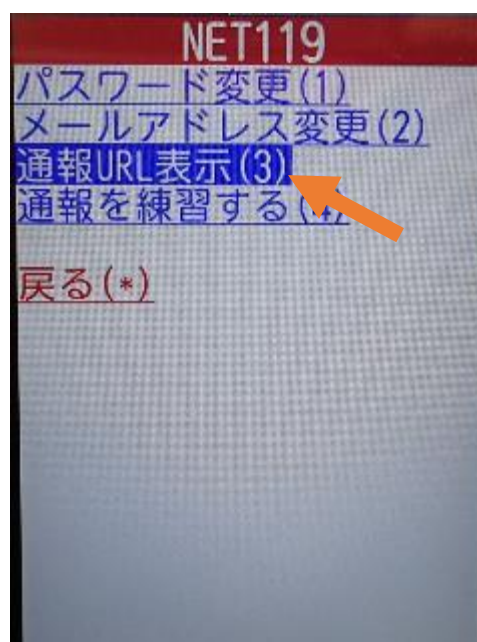 NET119
パスワード変更(1)
メールアドレス変更(2)
通報URL表示(3)
通報を練習する(4)
戻る(*)